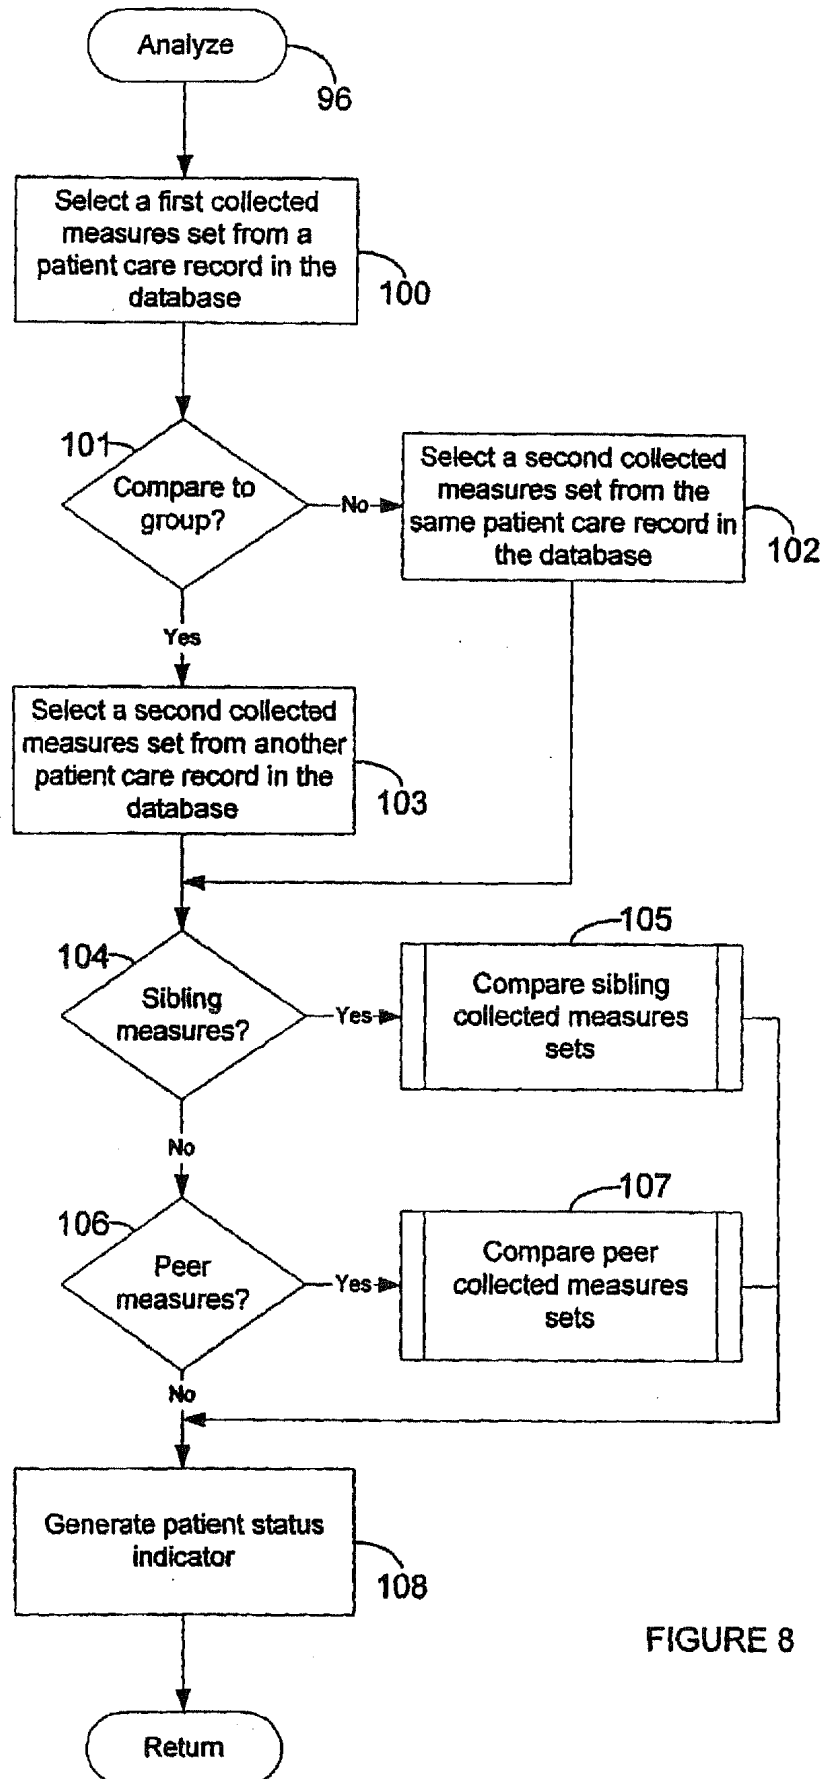 Analyze
96
Select a first collected
measures set from a
patient care record in the
database
100
101
Compare to
group?
No
Select a second collected
measures set from the
same patient care record in
the database
102
Yes
Select a second collected
measures set from another
patient care record in the
database
103
104
Sibling
measures?
Yes
105
Compare sibling
collected measures
sets
No
106
Peer
measures?
Yes
107
Compare peer
collected measures
sets
No
Generate patient status
indicator
108
FIGURE 8
Return